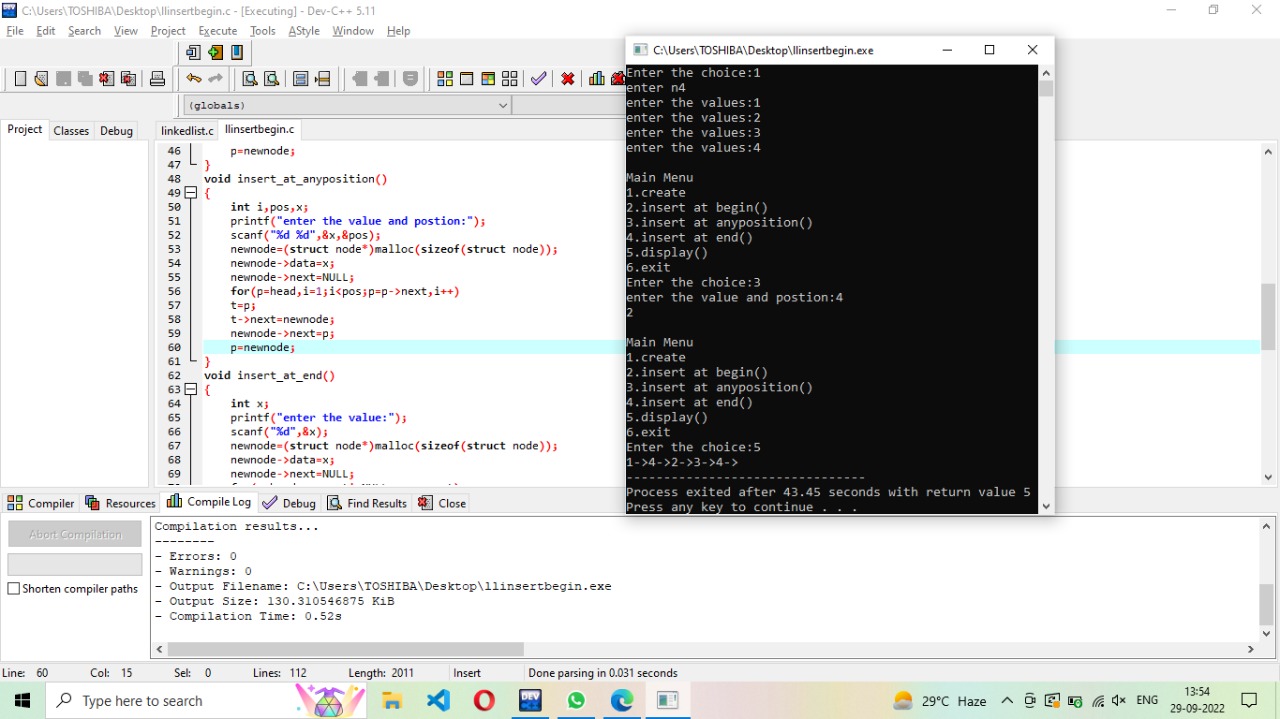 C:\Users\TOSHIBA\Desktop\llinsertbegin.c - [Executing] - Dev-C++ 5.11
File Edit Search View Project Execute Tools AStyle Window Help
(globals)
Project Classes Debug
linkedlist.c llinsertbegin.c
46 p=newnode;
47 }
48 void insert_at_anyposition()
49 {
50 int i,pos,x;
51 printf("enter the value and postion:");
52 scanf("%d %d",&x,&pos);
53 newnode=(struct node*)malloc(sizeof(struct node));
54 newnode->data=x;
55 newnode->next=NULL;
56 for(p=head,i=1;i<pos;p=p->next,i++)
57 t=p;
58 t->next=newnode;
59 newnode->next=p;
60 p=newnode;
61 }
62 void insert_at_end()
63 {
64 int x;
65 printf("enter the value:");
66 scanf("%d",&x);
67 newnode=(struct node*)malloc(sizeof(struct node));
68 newnode->data=x;
69 newnode->next=NULL;
C:\Users\TOSHIBA\Desktop\llinsertbegin.exe
Enter the choice:1
enter n4
enter the values:1
enter the values:2
enter the values:3
enter the values:4
Main Menu
1.create
2.insert at begin()
3.insert at anyposition()
4.insert at end()
5.display()
6.exit
Enter the choice:3
enter the value and postion:4
2
Main Menu
1.create
2.insert at begin()
3.insert at anyposition()
4.insert at end()
5.display()
6.exit
Enter the choice:5
1->4->2->3->4->
--------------------------------
Process exited after 43.45 seconds with return value 5
Press any key to continue . . .
Compiler Resources Compile Log Debug Find Results Close
Abort Compilation
Shorten compiler paths
Compilation results...
--------
- Errors: 0
- Warnings: 0
- Output Filename: C:\Users\TOSHIBA\Desktop\llinsertbegin.exe
- Output Size: 130.310546875 KiB
- Compilation Time: 0.52s
Line: 60 Col: 15 Sel: 0 Lines: 112 Length: 2011 Insert Done parsing in 0.031 seconds
Type here to search
DEV
29°C Haze
ENG
13:54
29-09-2022